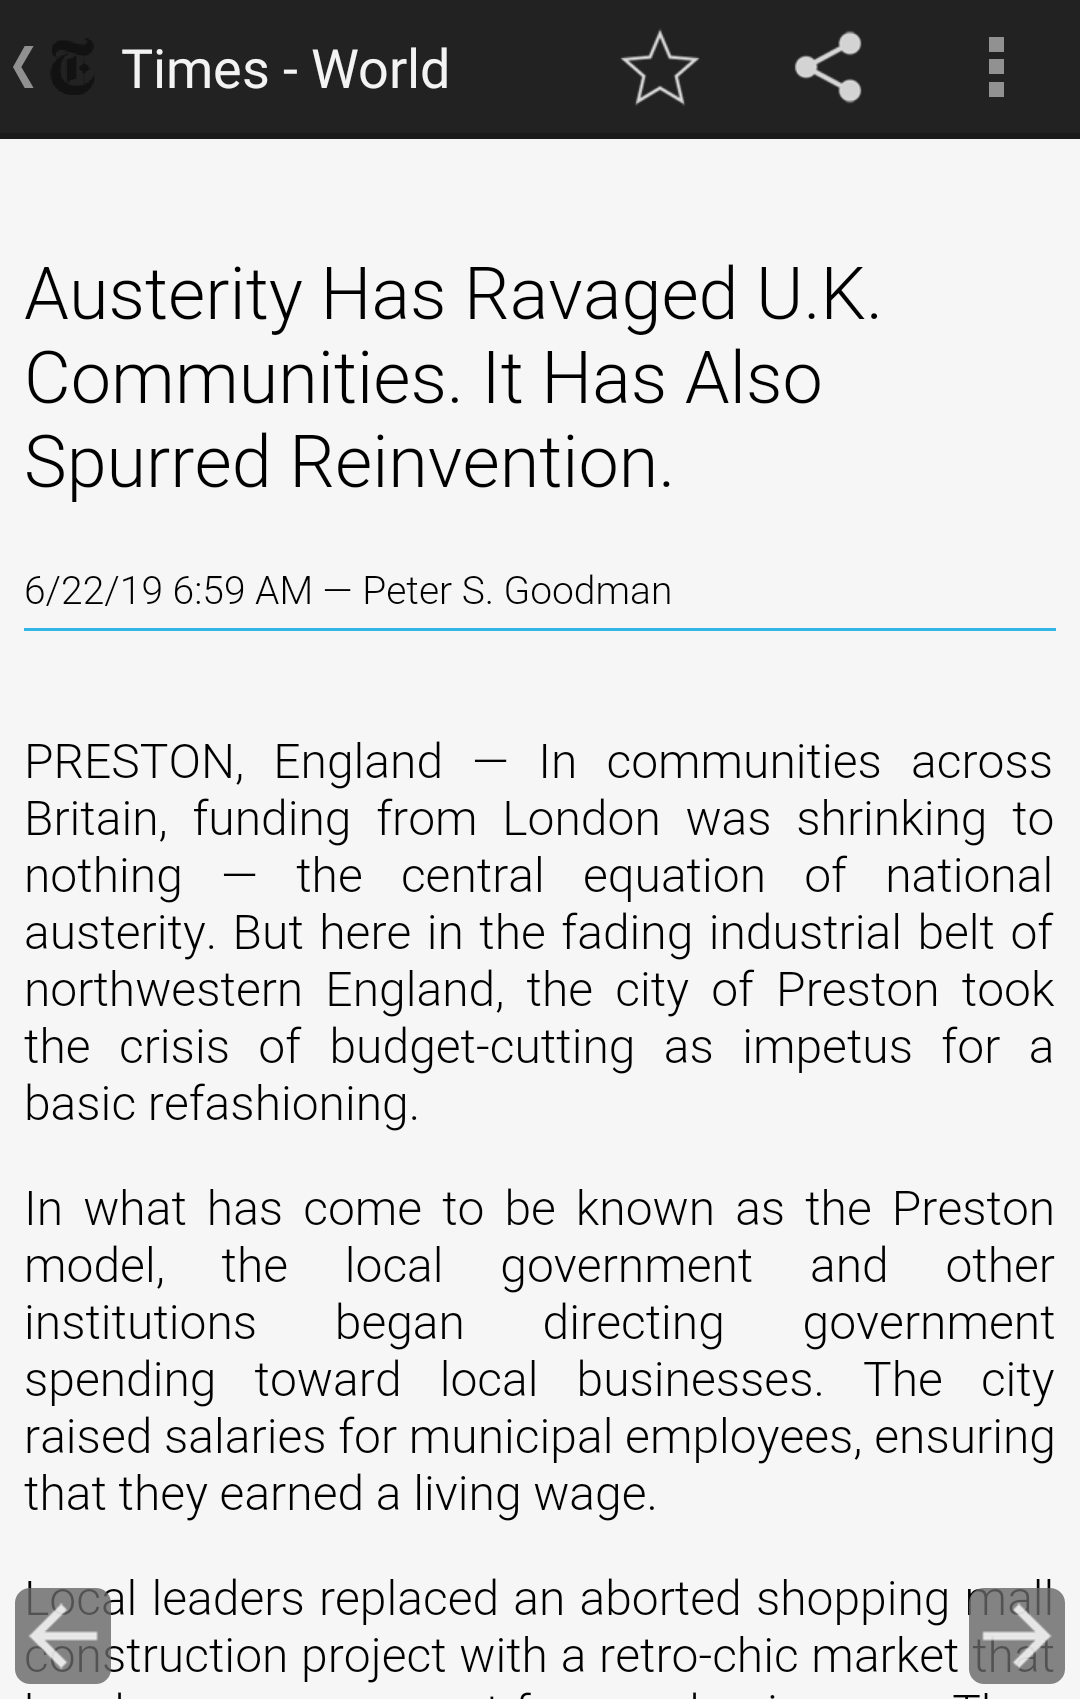 Times - World
Austerity Has Ravaged U.K.
Communities. It Has Also
Spurred Reinvention.
6/22/19 6:59 AM — Peter S. Goodman
PRESTON, England — In communities across
Britain, funding from London was shrinking to
nothing — the central equation of national
austerity. But here in the fading industrial belt of
northwestern England, the city of Preston took
the crisis of budget-cutting as impetus for a
basic refashioning.
In what has come to be known as the Preston
model, the local government and other
institutions began directing government
spending toward local businesses. The city
raised salaries for municipal employees, ensuring
that they earned a living wage.
Local leaders replaced an aborted shopping mall
construction project with a retro-chic market that